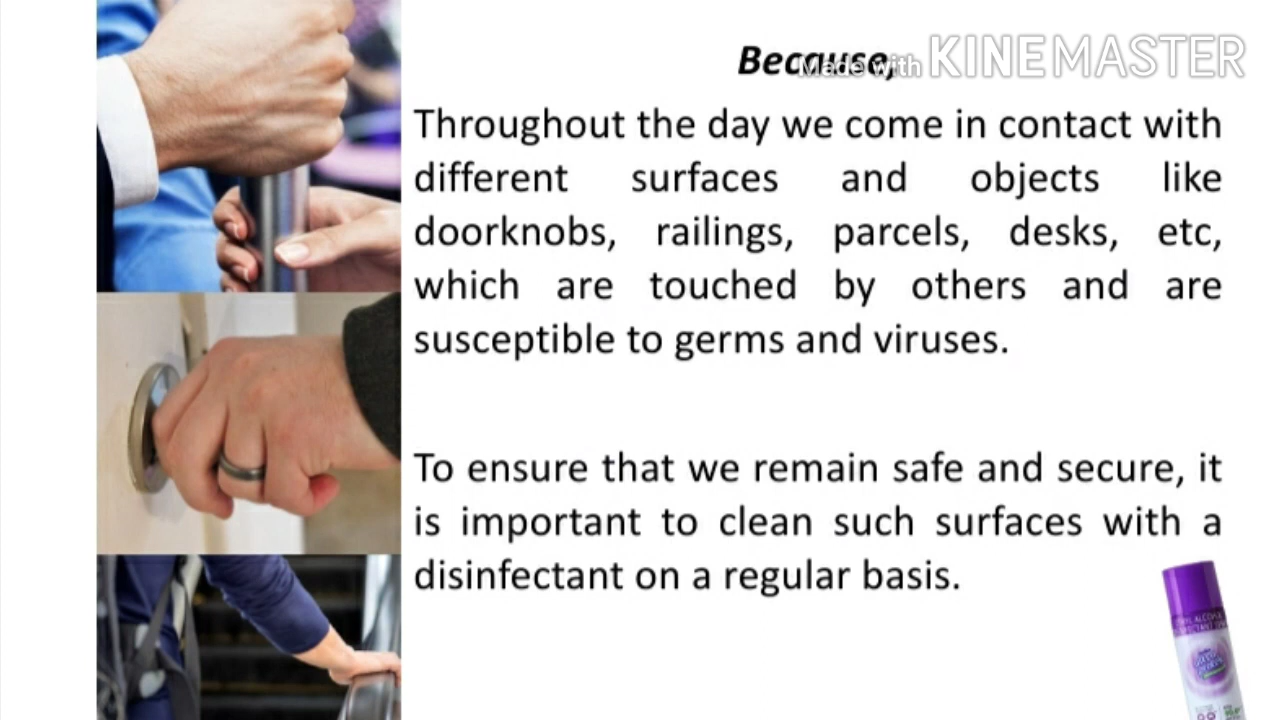 Because,
Made with KINEMASTER
Throughout the day we come in contact with
different surfaces and objects like
doorknobs, railings, parcels, desks, etc,
which are touched by others and are
susceptible to germs and viruses.
To ensure that we remain safe and secure, it
is important to clean such surfaces with a
disinfectant on a regular basis.